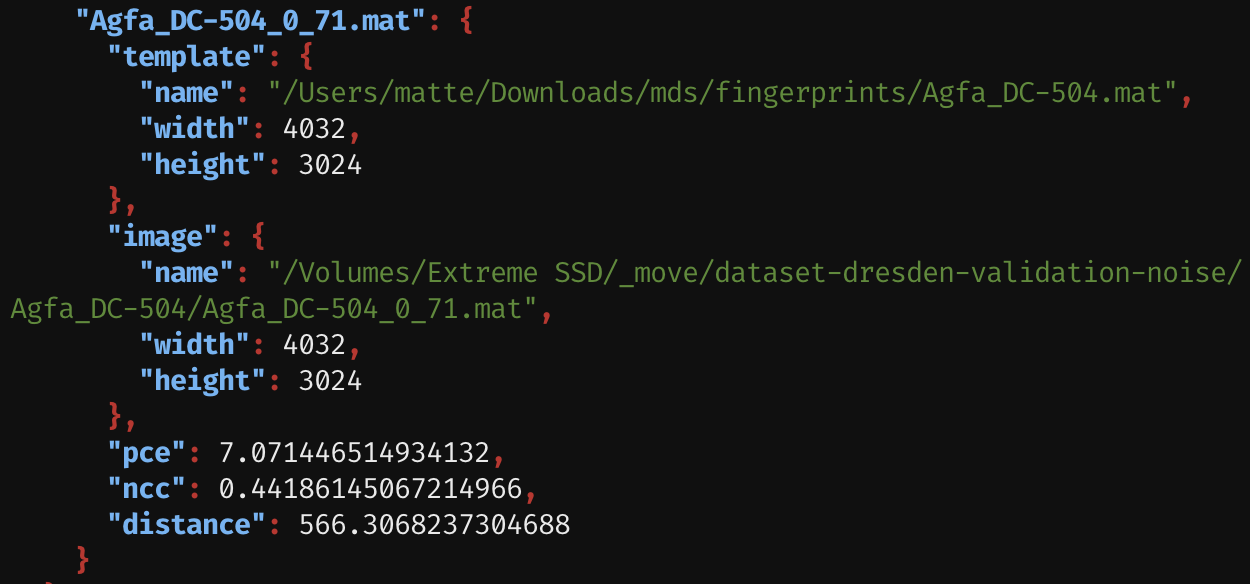 "Agfa_DC-504_0_71.mat": {
"template": {
"name": "/Users/matte/Downloads/mds/fingerprints/Agfa_DC-504.mat",
"width": 4032,
"height": 3024
},
"image": {
"name": "/Volumes/Extreme SSD/_move/dataset-dresden-validation-noise/
Agfa_DC-504/Agfa_DC-504_0_71.mat",
"width": 4032,
"height": 3024
},
"pce": 7.071446514934132,
"ncc": 0.44186145067214966,
"distance": 566.3068237304688
}